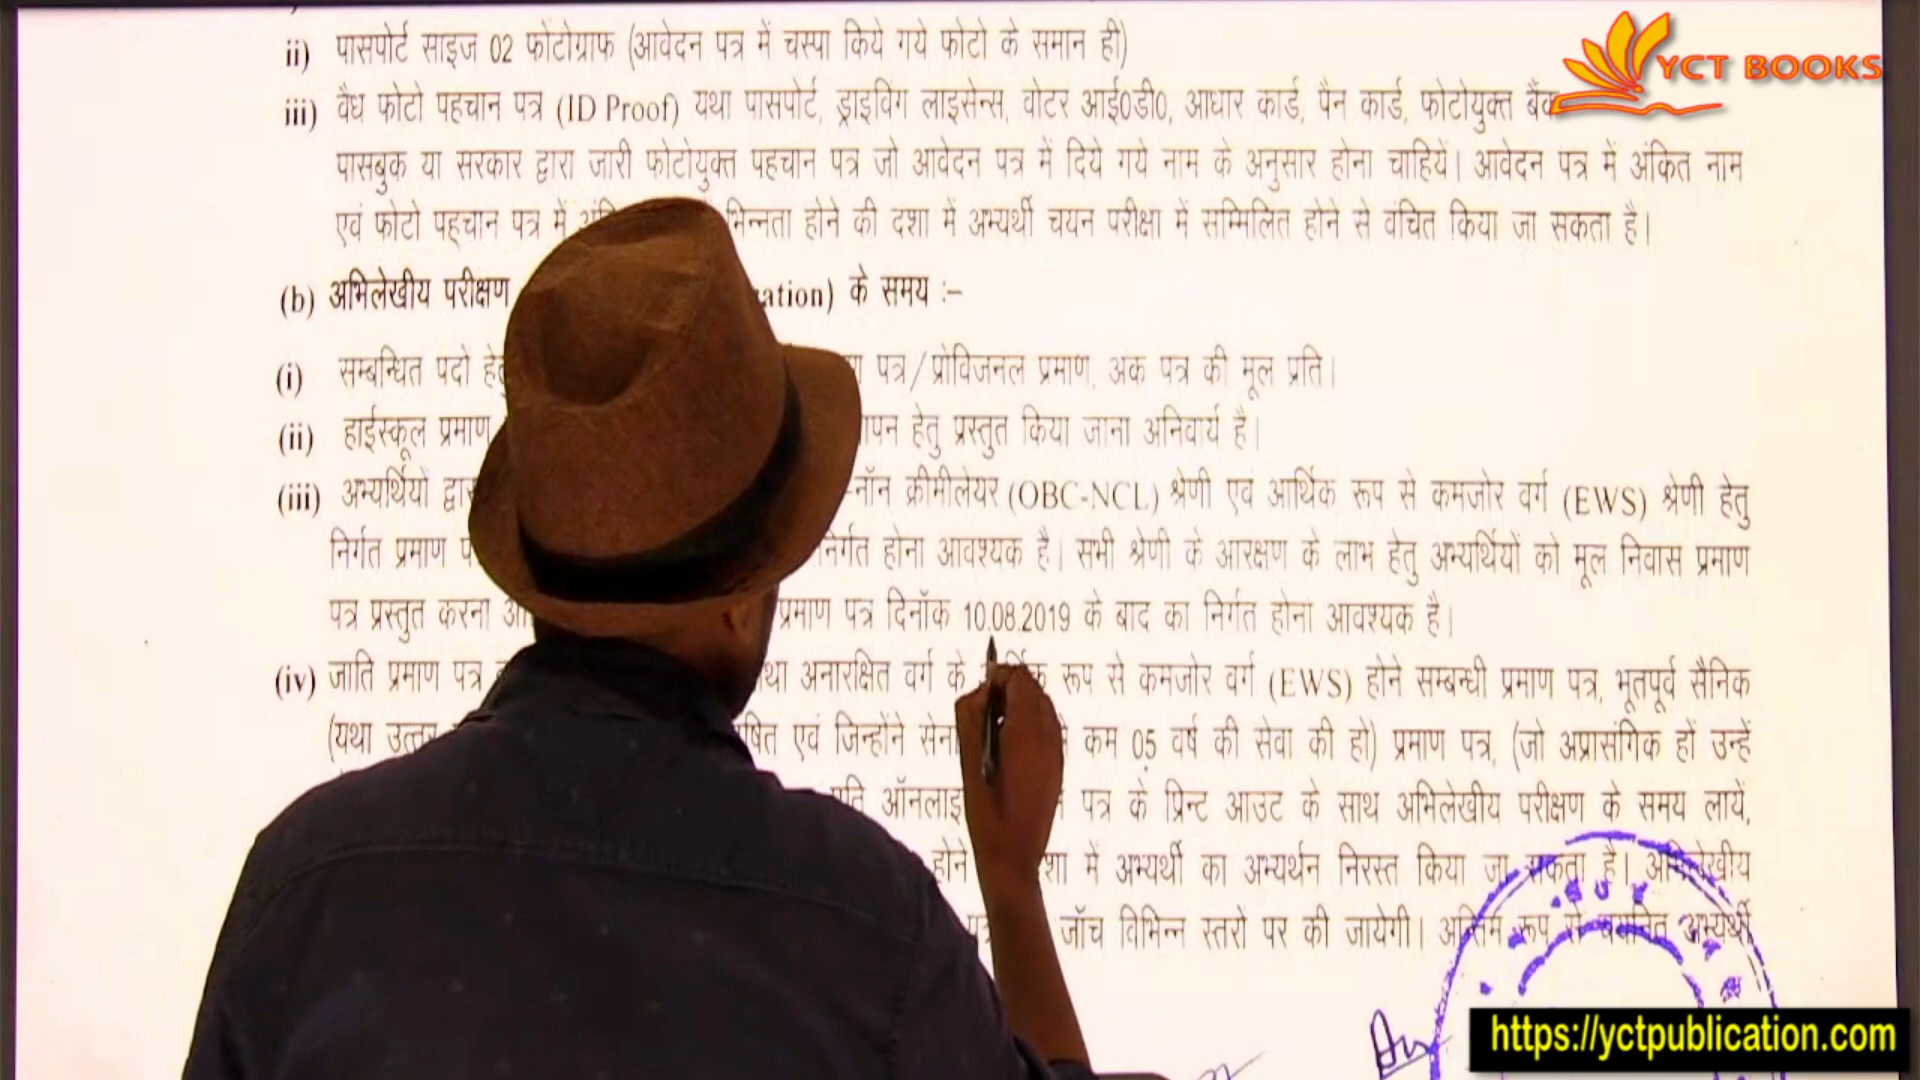 ii) पासपोर्ट साइज 02 फोटोग्राफ (आवेदन पत्र में चस्पा किये गये फोटो के समान ही)
YCT BOOKS
iii) वैध फोटो पहचान पत्र (ID Proof) यथा पासपोर्ट, ड्राइविंग लाइसेन्स, वोटर आई0डी0, आधार कार्ड, पैन कार्ड, फोटोयुक्त बैंक
पासबुक या सरकार द्वारा जारी फोटोयुक्त पहचान पत्र जो आवेदन पत्र में दिये गये नाम के अनुसार होना चाहिये। आवेदन पत्र में अंकित नाम
एवं फोटो पहचान पत्र में भिन्नता होने की दशा में अभ्यर्थी चयन परीक्षा में सम्मिलित होने से वंचित किया जा सकता है।
(b) अभिलेखीय परीक्षण cation) के समय :–
(i) सम्बन्धित पदों पत्र/प्रोविजनल प्रमाण, अंक पत्र की मूल प्रति।
(ii) हाईस्कूल प्रमाण हेतु प्रस्तुत किया जाना अनिवार्य है।
(iii) अभ्यर्थियों -नॉन क्रीमीलेयर (OBC-NCL) श्रेणी एवं आर्थिक रूप से कमजोर वर्ग (EWS) श्रेणी हेतु
निर्गत प्रमाण निर्गत होना आवश्यक है। सभी श्रेणी के आरक्षण के लाभ हेतु अभ्यर्थियों को मूल निवास प्रमाण
पत्र प्रस्तुत करना प्रमाण पत्र दिनॉक 10.08.2019 के बाद का निर्गत होना आवश्यक है।
(iv) जाति प्रमाण पत्र अनारक्षित वर्ग के रूप से कमजोर वर्ग (EWS) होने सम्बन्धी प्रमाण पत्र, भूतपूर्व सैनिक
(यथा एवं जिन्होंने कम 05 वर्ष की सेवा की हो) प्रमाण पत्र, (जो अप्रासंगिक हों उन्हें
पत्र के प्रिन्ट आउट के साथ अभिलेखीय परीक्षण के समय लायें,
होने में अभ्यर्थी का अभ्यर्थन निरस्त किया जा सकता है। अभिलेखीय
जॉच विभिन्न स्तरों पर की जायेगी। अन्तिम रूप से चयनित अभ्यर्थी
https://yctpublication.com